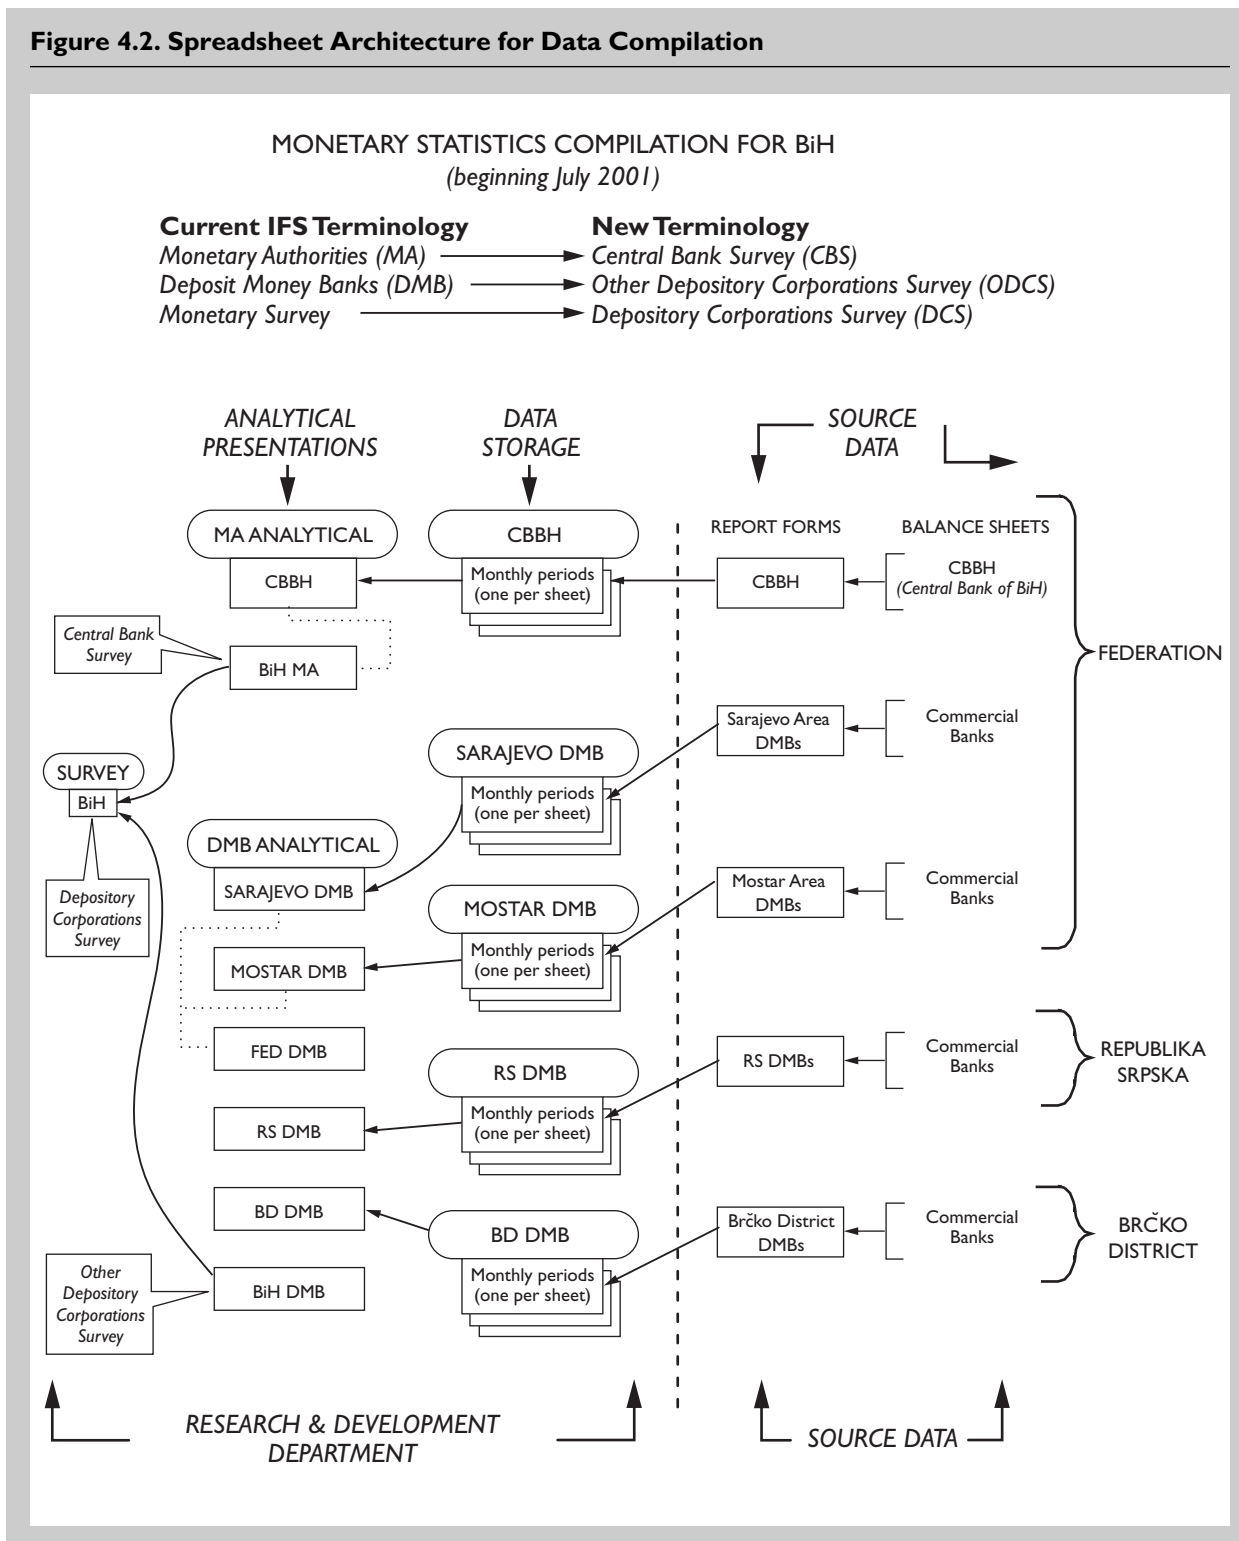 Figure 4.2. Spreadsheet Architecture for Data Compilation
MONETARY STATISTICS COMPILATION FOR BiH
(beginning July 2001)
Current IFS Terminology
New Terminology
Monetary Authorities (MA)
Central Bank Survey (CBS)
Deposit Money Banks (DMB)
Other Depository Corporations Survey (ODCS)
Monetary Survey
Depository Corporations Survey (DCS)
ANALYTICAL
PRESENTATIONS
DATA
STORAGE
SOURCE
DATA
MA ANALYTICAL
CBBH
CBBH
Monthly periods
(one per sheet)
REPORT FORMS
CBBH
BALANCE SHEETS
CBBH
(Central Bank of BiH)
Central Bank
Survey
BiH MA
FEDERATION
Sarajevo Area
DMBs
Commercial
Banks
SURVEY
BiH
SARAJEVO DMB
Monthly periods
(one per sheet)
DMB ANALYTICAL
SARAJEVO DMB
Depository
Corporations
Survey
MOSTAR DMB
Monthly periods
(one per sheet)
Mostar Area
DMBs
Commercial
Banks
MOSTAR DMB
FED DMB
RS DMB
Monthly periods
(one per sheet)
RS DMBs
Commercial
Banks
REPUBLIKA
SRPSKA
RS DMB
BD DMB
BD DMB
Monthly periods
(one per sheet)
Brčko District
DMBs
Commercial
Banks
BRČKO
DISTRICT
Other
Depository
Corporations
Survey
BiH DMB
RESEARCH & DEVELOPMENT
DEPARTMENT
SOURCE DATA